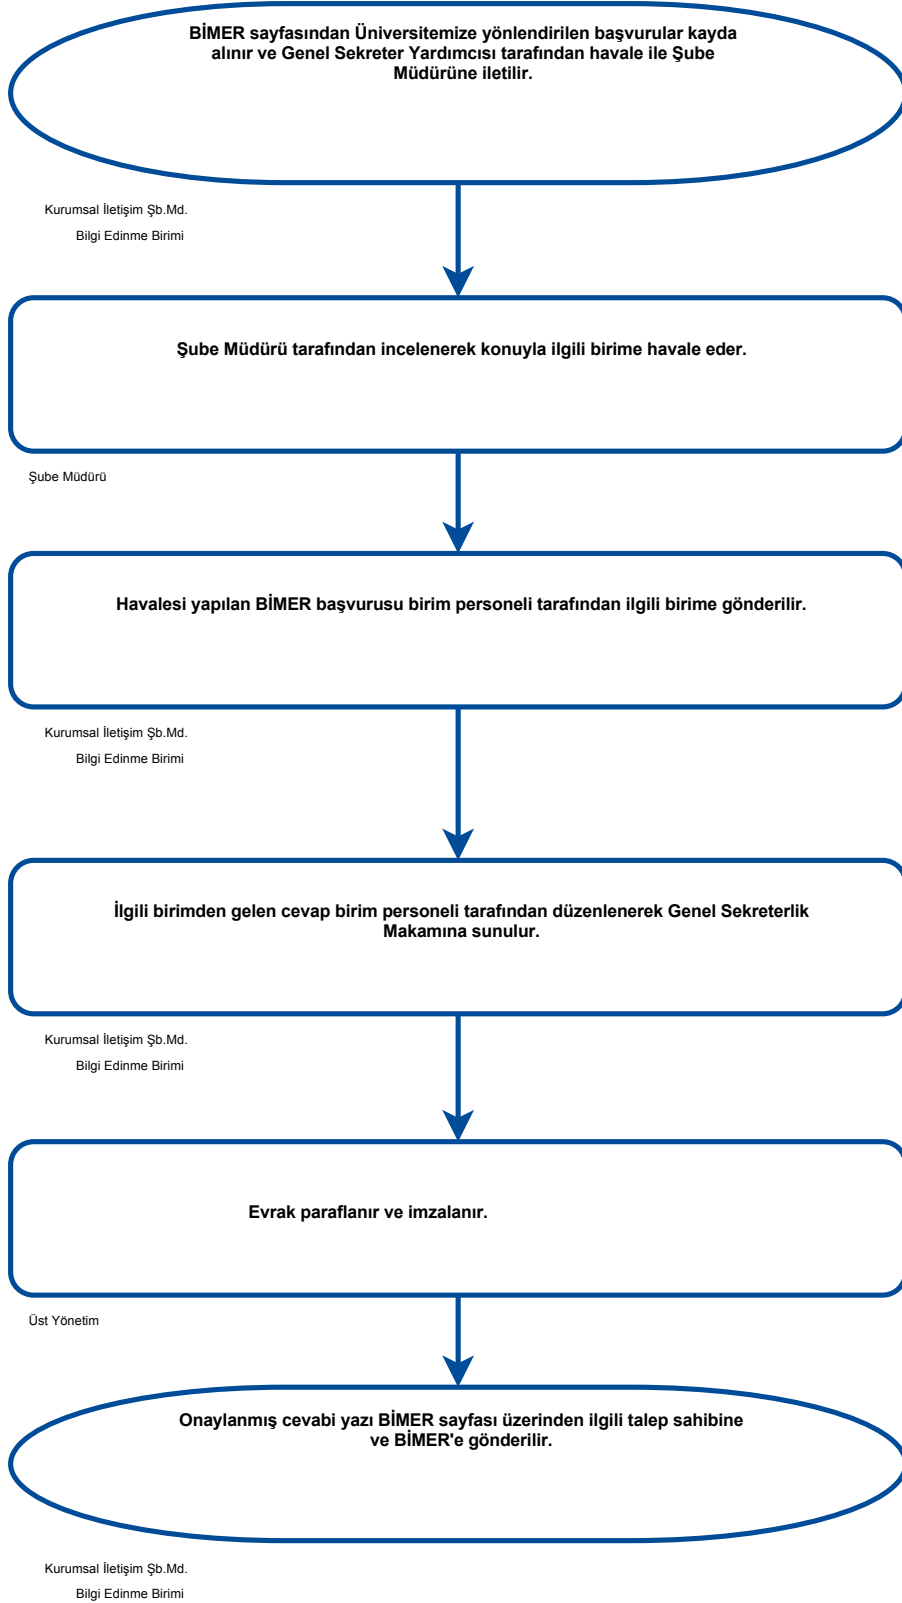 BİMER sayfasından Üniversitemize yönlendirilen başvurular kayda
alınır ve Genel Sekreter Yardımcısı tarafından havale ile Şube
Müdürüne iletilir.
Kurumsal İletişim Şb.Md.
Bilgi Edinme Birimi
Şube Müdürü tarafından incelenerek konuyla ilgili birime havale eder.
Şube Müdürü
Havalesi yapılan BİMER başvurusu birim personeli tarafından ilgili birime gönderilir.
Kurumsal İletişim Şb.Md.
Bilgi Edinme Birimi
İlgili birimden gelen cevap birim personeli tarafından düzenlenerek Genel Sekreterlik
Makamına sunulur.
Kurumsal İletişim Şb.Md.
Bilgi Edinme Birimi
Evrak paraflanır ve imzalanır.
Üst Yönetim
Onaylanmış cevabi yazı BİMER sayfası üzerinden ilgili talep sahibine
ve BİMER'e gönderilir.
Kurumsal İletişim Şb.Md.
Bilgi Edinme Birimi